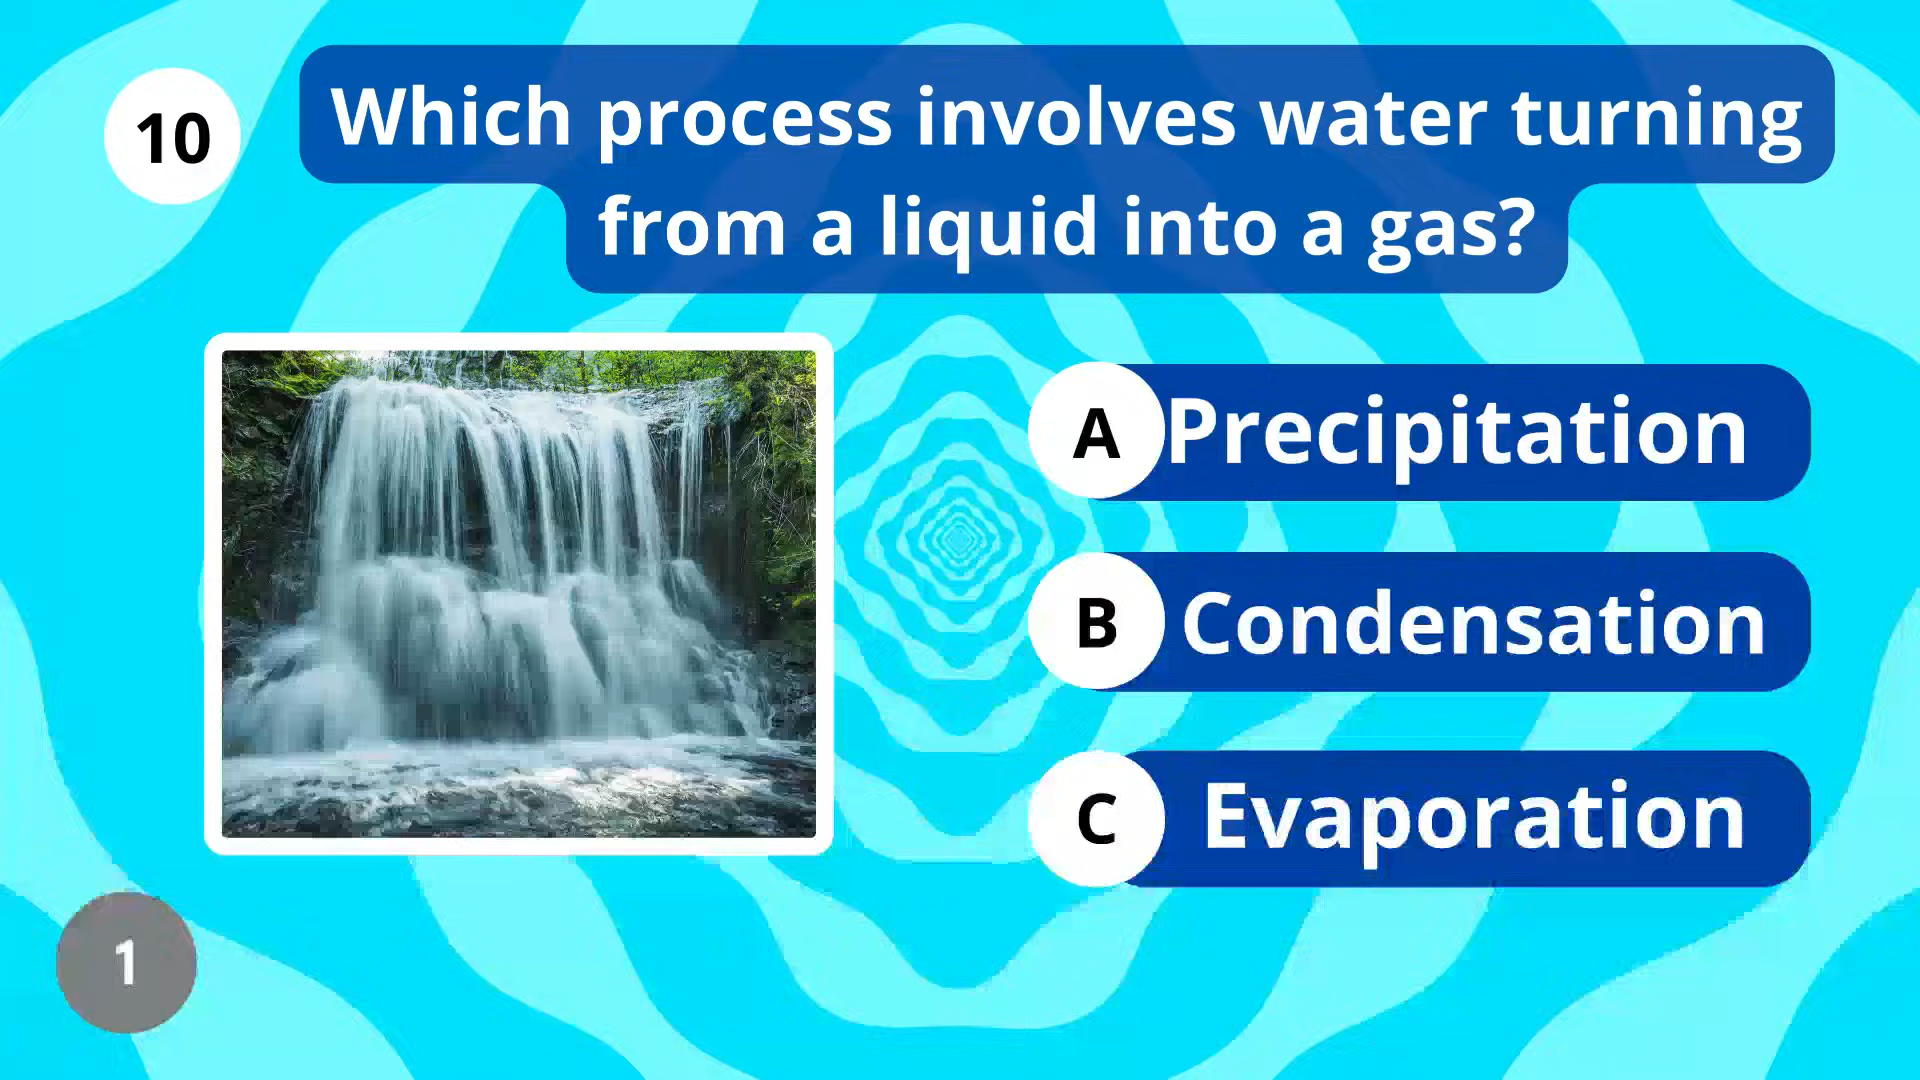 10
Which process involves water turning
from a liquid into a gas?
A Precipitation
B Condensation
C Evaporation
1